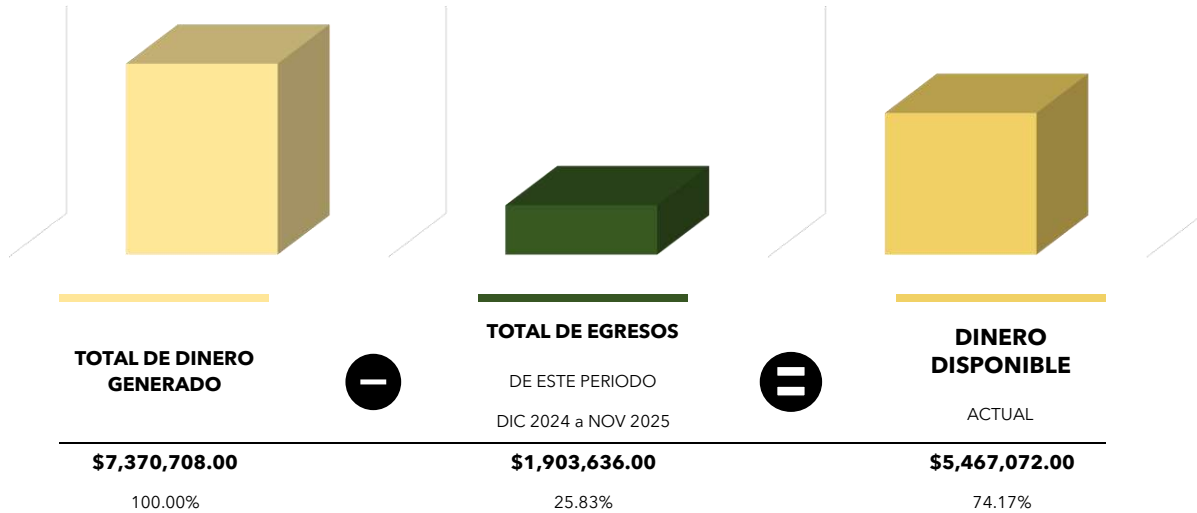 TOTAL DE DINERO
GENERADO
TOTAL DE EGRESOS
DE ESTE PERIODO
DIC 2024 a NOV 2025
DINERO
DISPONIBLE
ACTUAL
$7,370,708.00
$1,903,636.00
$5,467,072.00
100.00%
25.83%
74.17%